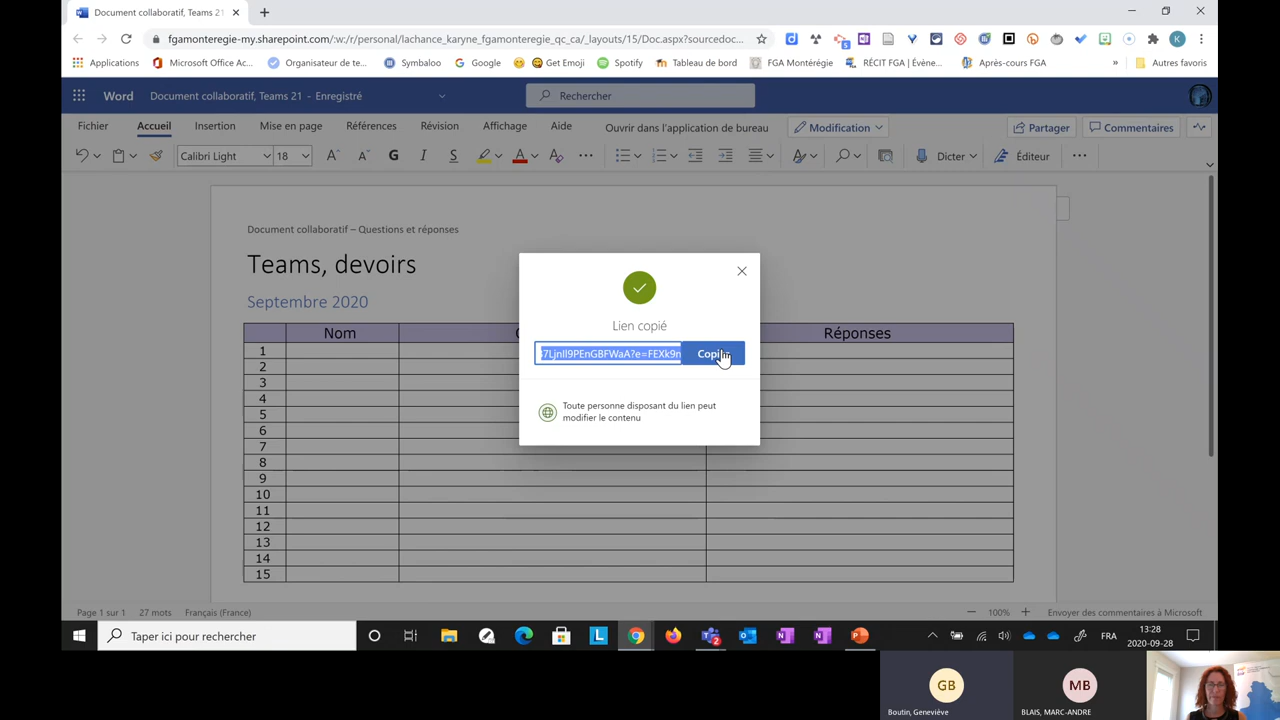 Document collaboratif, Teams 21
fgamonteregie-my.sharepoint.com/:w:/r/personal/lachance_karyne_fgamonteregie_qc_ca/_layouts/15/Doc.aspx?sourcedoc...
K
Applications Microsoft Office Ac... Organisateur de te... Symbaloo Google Get Emoji Spotify Tableau de bord FGA Montérégie RÉCIT FGA | Évène... Après-cours FGA » Autres favoris
Word Document collaboratif, Teams 21 - Enregistré Rechercher
Fichier Accueil Insertion Mise en page Références Révision Affichage Aide Ouvrir dans l'application de bureau Modification Partager Commentaires
Calibri Light 18 A A G I S A Dicter Éditeur
Document collaboratif – Questions et réponses
Teams, devoirs
Septembre 2020
Nom Réponses
1
2
3
4
5
6
7
8
9
10
11
12
13
14
15
Lien copié
7LjnIl9PEnGBFWaA?e=FEXk9n
Toute personne disposant du lien peut
modifier le contenu
Page 1 sur 1 27 mots Français (France) 100% Envoyer des commentaires à Microsoft
Taper ici pour rechercher
2
FRA
13:28
2020-09-28
GB MB
Boutin, Geneviève BLAIS, MARC-ANDRE